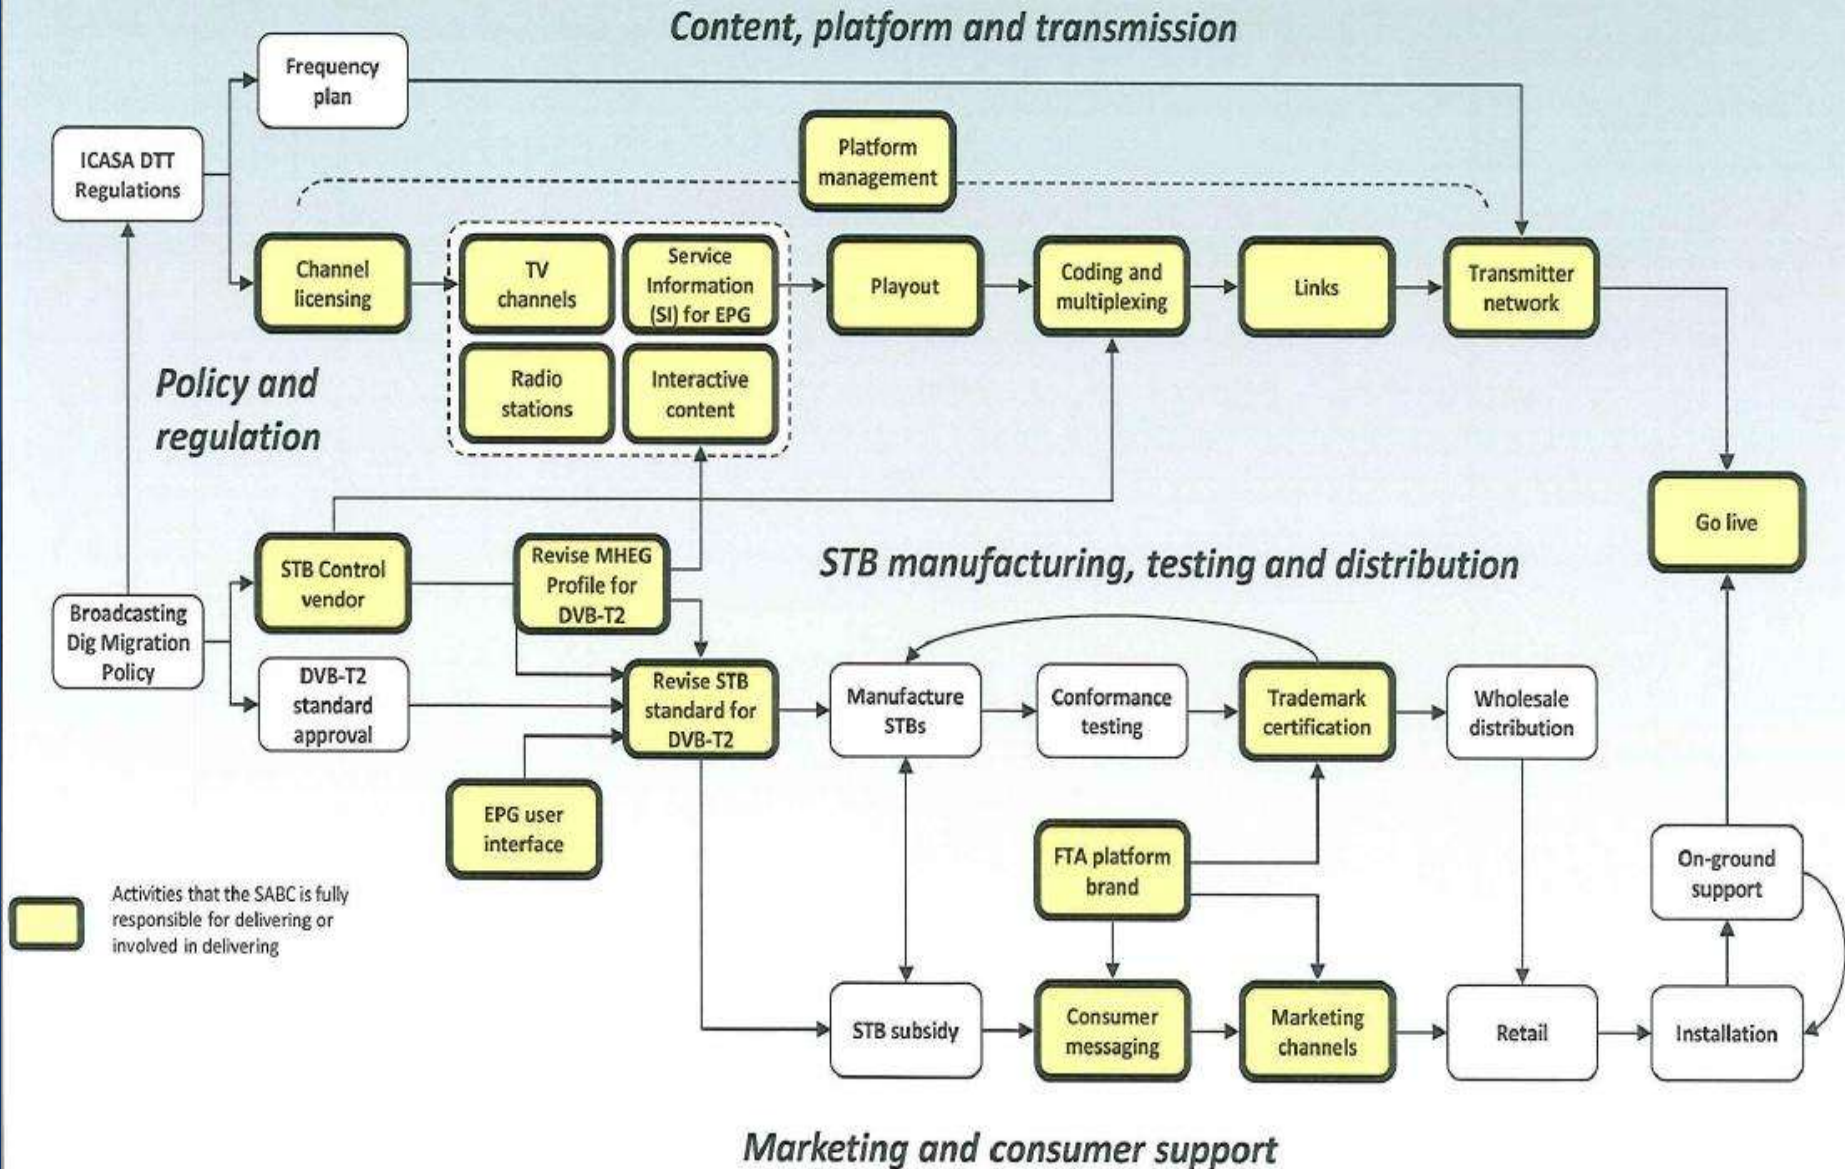 Content, platform and transmission
Frequency
plan
ICASA DTT
Regulations
Platform
management
Channel
licensing
TV
channels
Service
Information
(SI) for EPG
Playout
Coding and
multiplexing
Links
Transmitter
network
Radio
stations
Interactive
content
Policy and
regulation
Go live
STB Control
vendor
Revise MHEG
Profile for
DVB-T2
STB manufacturing, testing and distribution
Broadcasting
Dig Migration
Policy
DVB-T2
standard
approval
Revise STB
standard for
DVB-T2
Manufacture
STBs
Conformance
testing
Trademark
certification
Wholesale
distribution
EPG user
interface
FTA platform
brand
On-ground
support
Activities that the SABC is fully
responsible for delivering or
involved in delivering
STB subsidy
Consumer
messaging
Marketing
channels
Retail
Installation
Marketing and consumer support